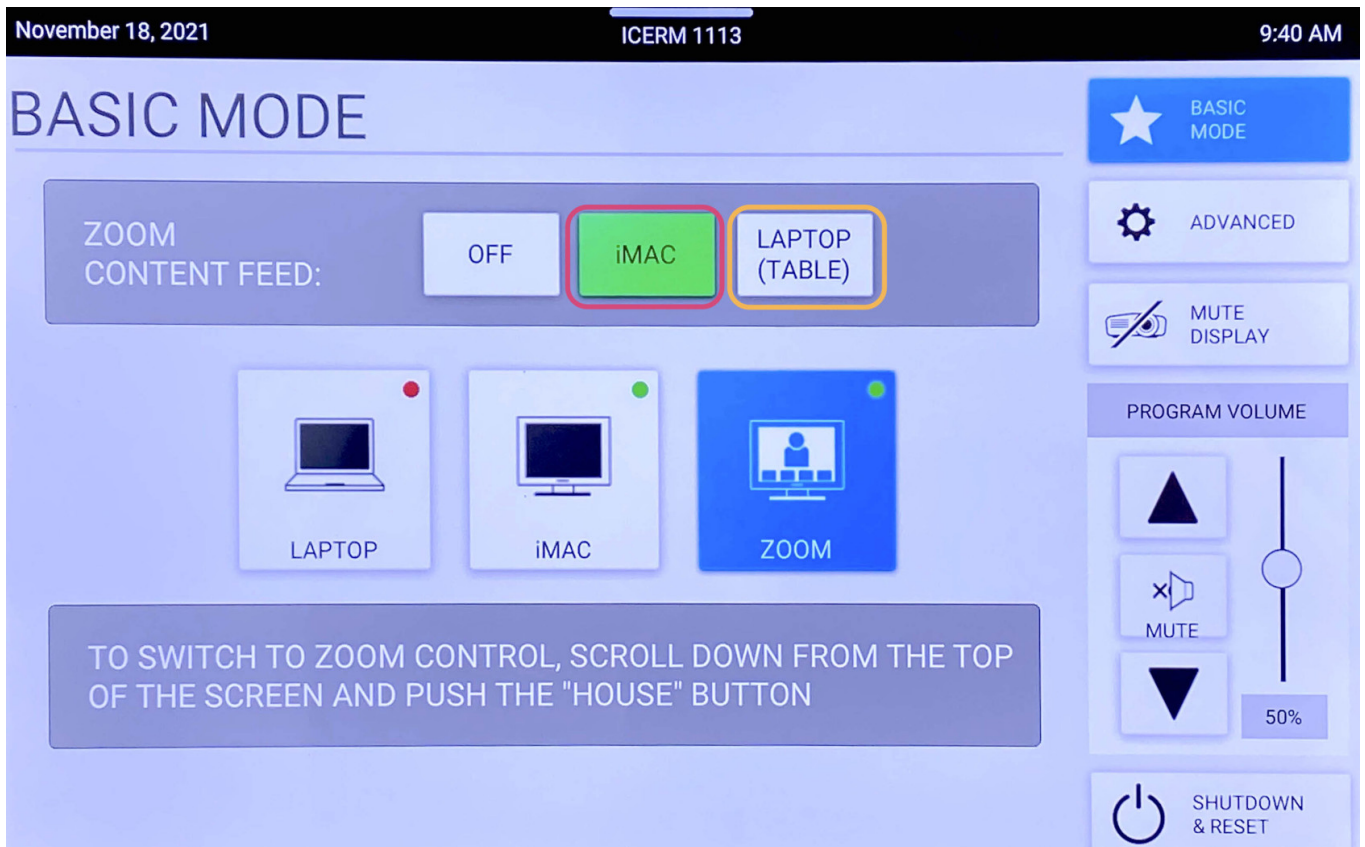 November 18, 2021
ICERM 1113
9:40 AM
BASIC MODE
ZOOM
CONTENT FEED:
OFF
iMAC
LAPTOP
(TABLE)
LAPTOP
iMAC
ZOOM
TO SWITCH TO ZOOM CONTROL, SCROLL DOWN FROM THE TOP
OF THE SCREEN AND PUSH THE "HOUSE" BUTTON
BASIC
MODE
ADVANCED
MUTE
DISPLAY
PROGRAM VOLUME
MUTE
50%
SHUTDOWN
& RESET